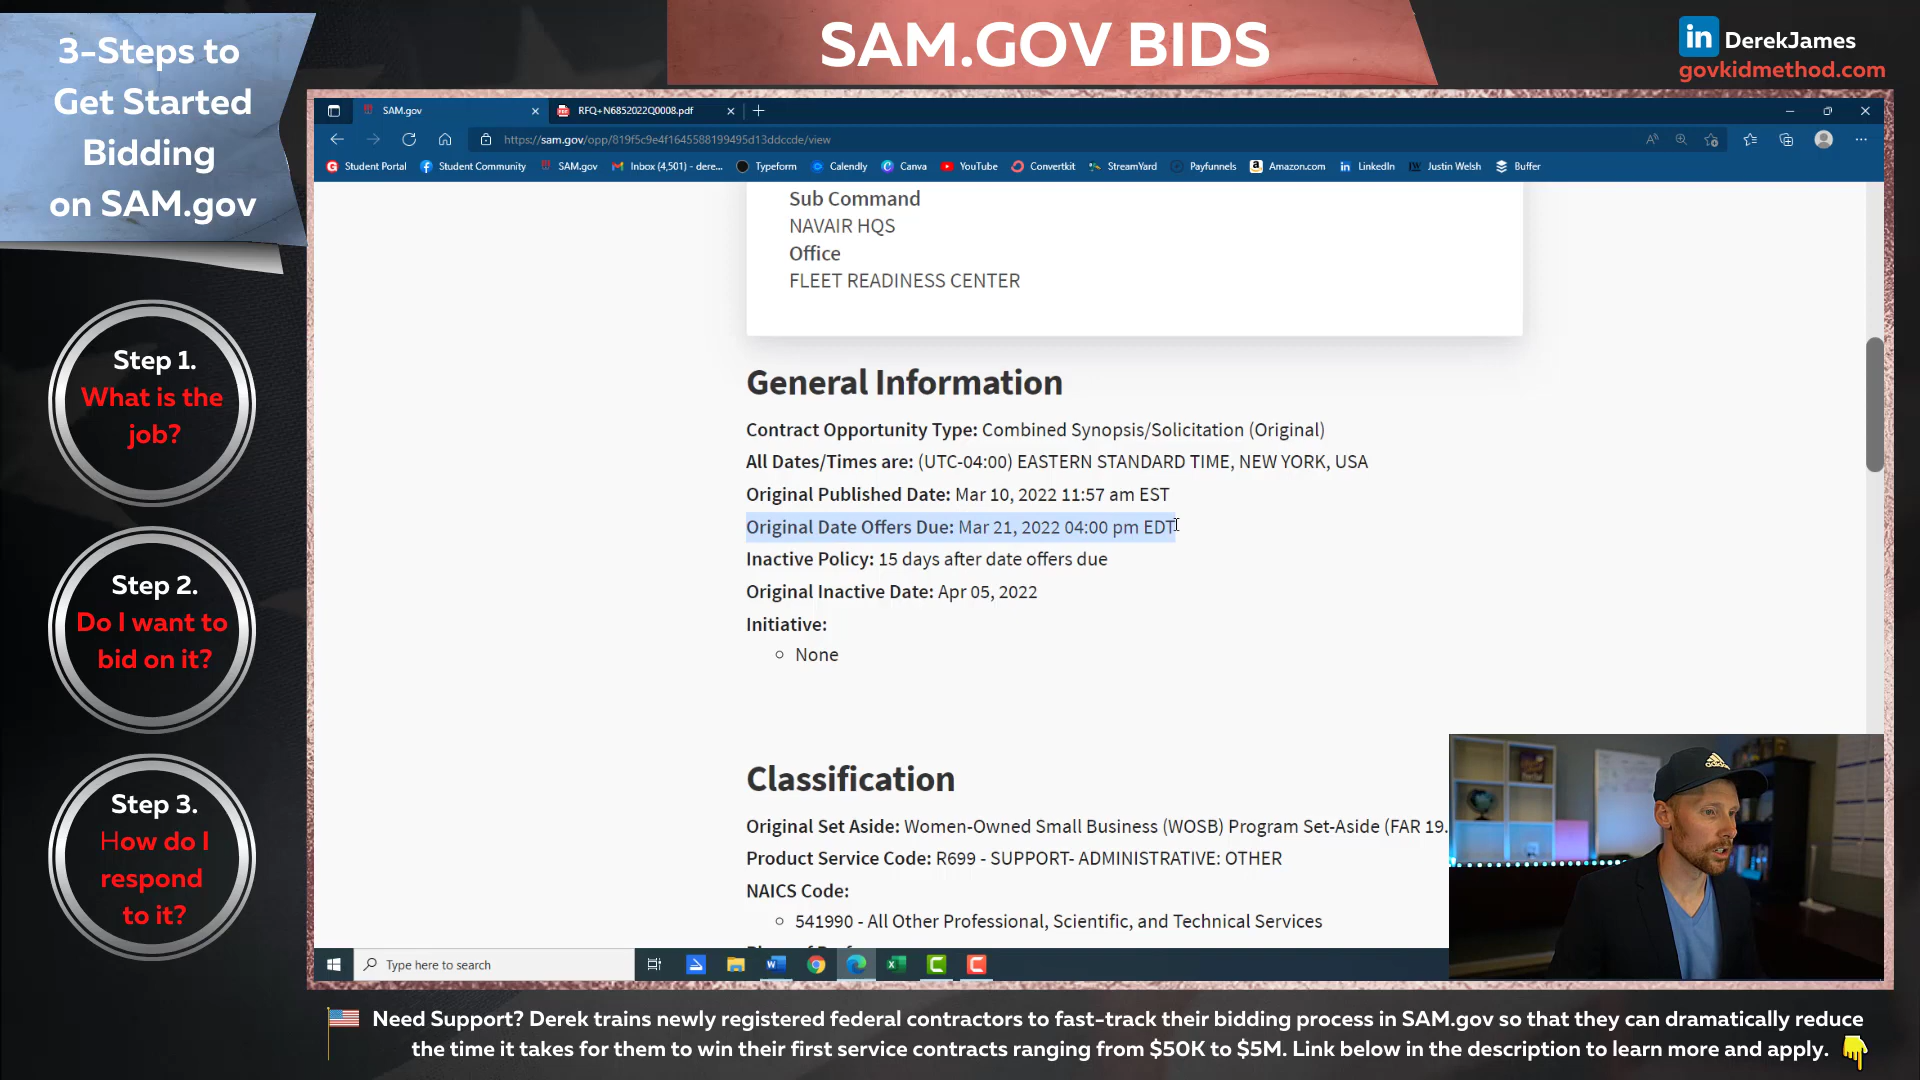 3-Steps to
Get Started
Bidding
on SAM.gov
SAM.GOV BIDS
in DerekJames
govkidmethod.com
Step 1.
What is the
job?
Step 2.
Do I want to
bid on it?
Step 3.
How do I
respond
to it?
SAM.gov
RFQ+N6852022Q0008.pdf
https://sam.gov/opp/819f5c9e4f1645588199495d13ddccde/view
Student Portal Student Community SAM.gov Inbox (4,501) - dere... Typeform Calendly Canva YouTube Convertkit StreamYard Payfunnels Amazon.com LinkedIn Justin Welsh Buffer
Sub Command
NAVAIR HQS
Office
FLEET READINESS CENTER
General Information
Contract Opportunity Type: Combined Synopsis/Solicitation (Original)
All Dates/Times are: (UTC-04:00) EASTERN STANDARD TIME, NEW YORK, USA
Original Published Date: Mar 10, 2022 11:57 am EST
Original Date Offers Due: Mar 21, 2022 04:00 pm EDT
Inactive Policy: 15 days after date offers due
Original Inactive Date: Apr 05, 2022
Initiative:
None
Classification
Original Set Aside: Women-Owned Small Business (WOSB) Program Set-Aside (FAR 19.
Product Service Code: R699 - SUPPORT- ADMINISTRATIVE: OTHER
NAICS Code:
541990 - All Other Professional, Scientific, and Technical Services
Type here to search
Need Support? Derek trains newly registered federal contractors to fast-track their bidding process in SAM.gov so that they can dramatically reduce
the time it takes for them to win their first service contracts ranging from $50K to $5M. Link below in the description to learn more and apply.